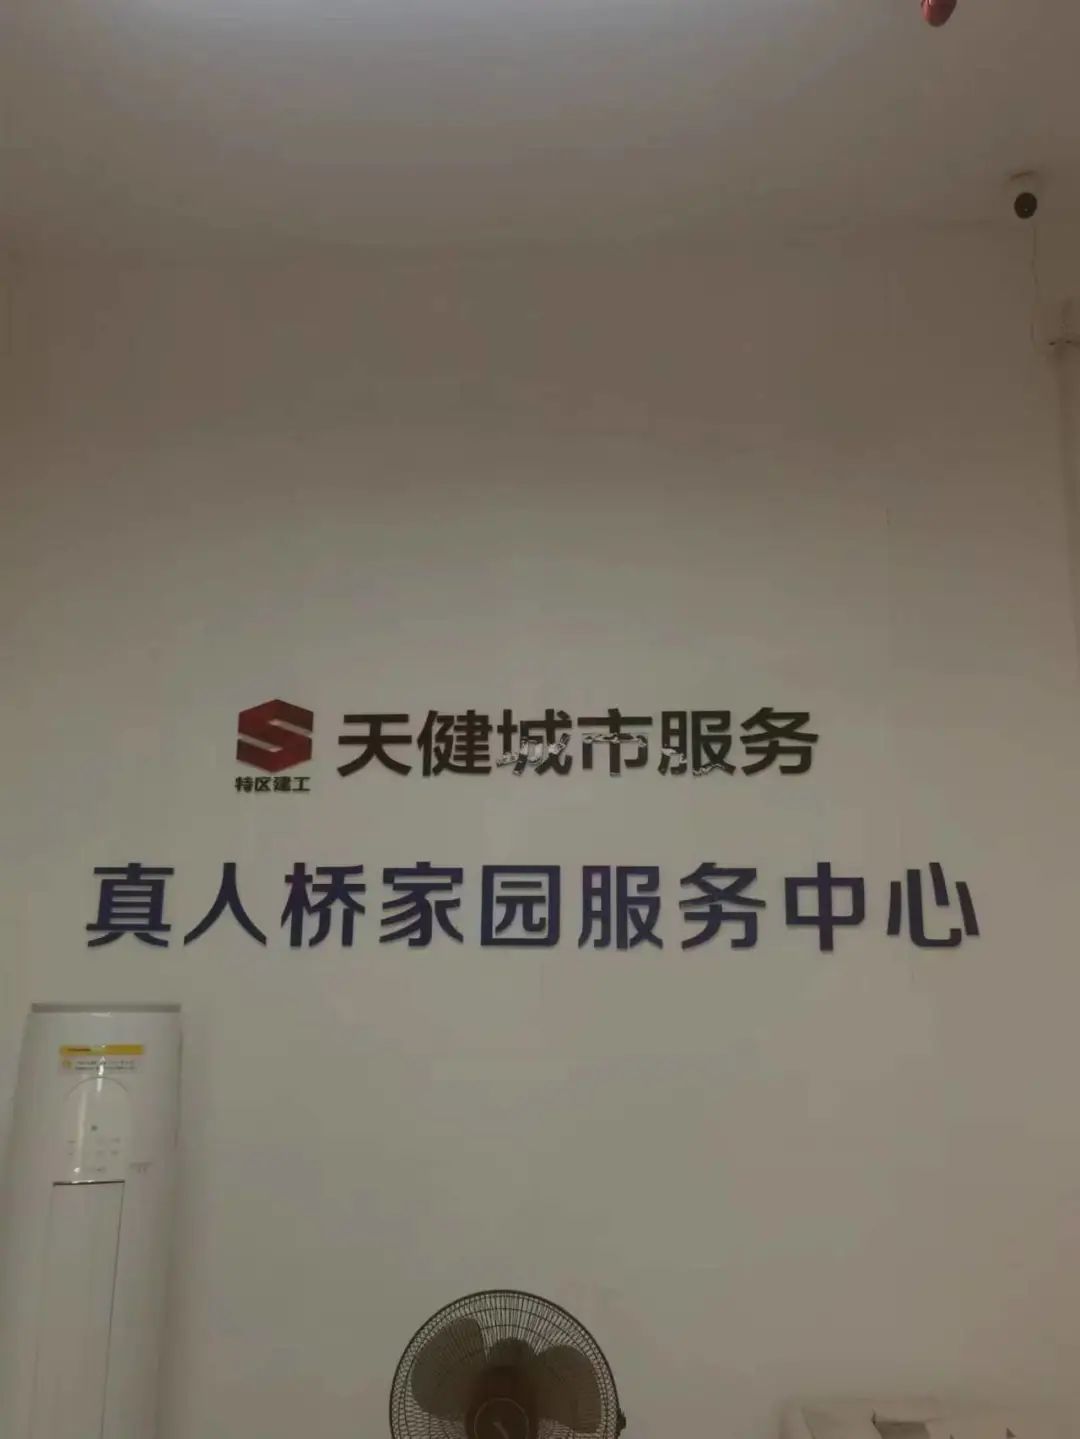 天健城市服务
特区建工
真人桥家园服务中心